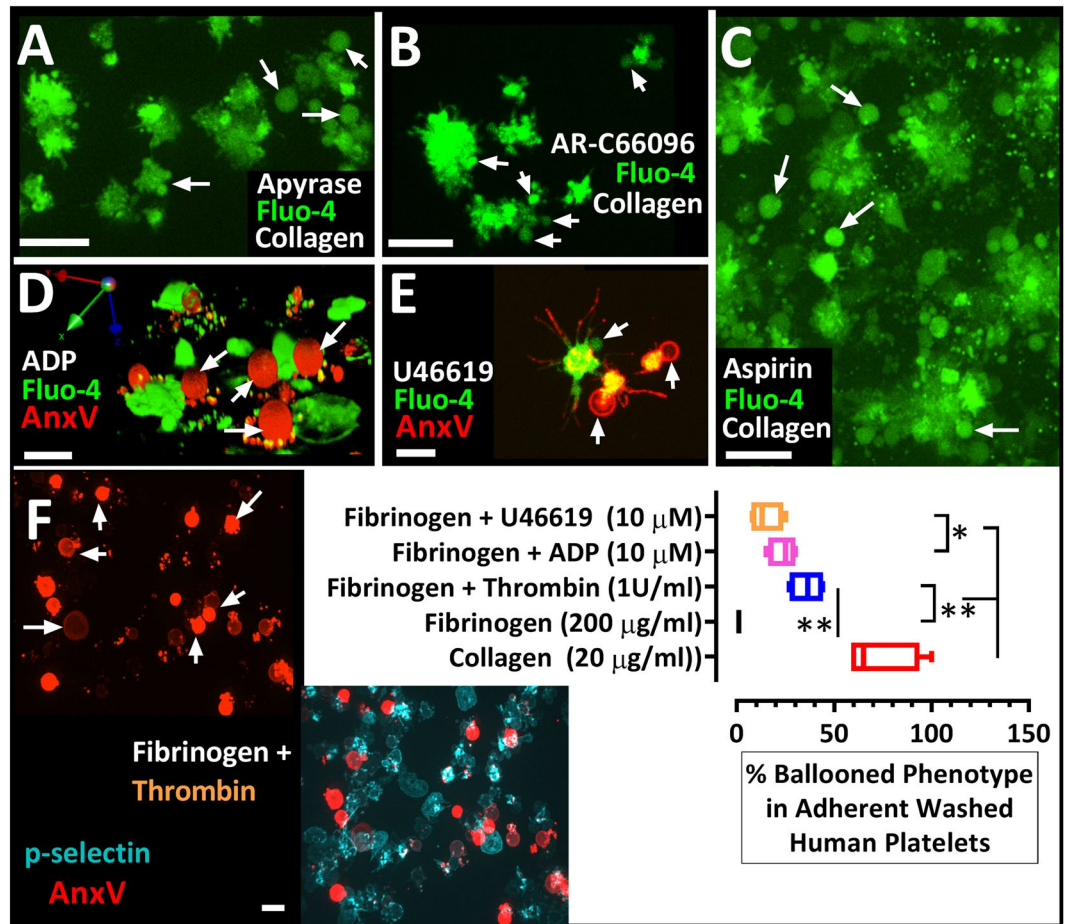 A
Apyrase
Fluo-4
Collagen
B
AR-C66096
Fluo-4
Collagen
C
Aspirin
Fluo-4
Collagen
D
ADP
Fluo-4
AnxV
E
U46619
Fluo-4
AnxV
F
Fibrinogen +
Thrombin
p-selectin
AnxV
Fibrinogen + U46619 (10 μM)
Fibrinogen + ADP (10 μM)
Fibrinogen + Thrombin (1U/ml)
Fibrinogen (200 μg/ml)
Collagen (20 μg/ml))
*
**
**
0 50 100 150
% Ballooned Phenotype
in Adherent Washed
Human Platelets